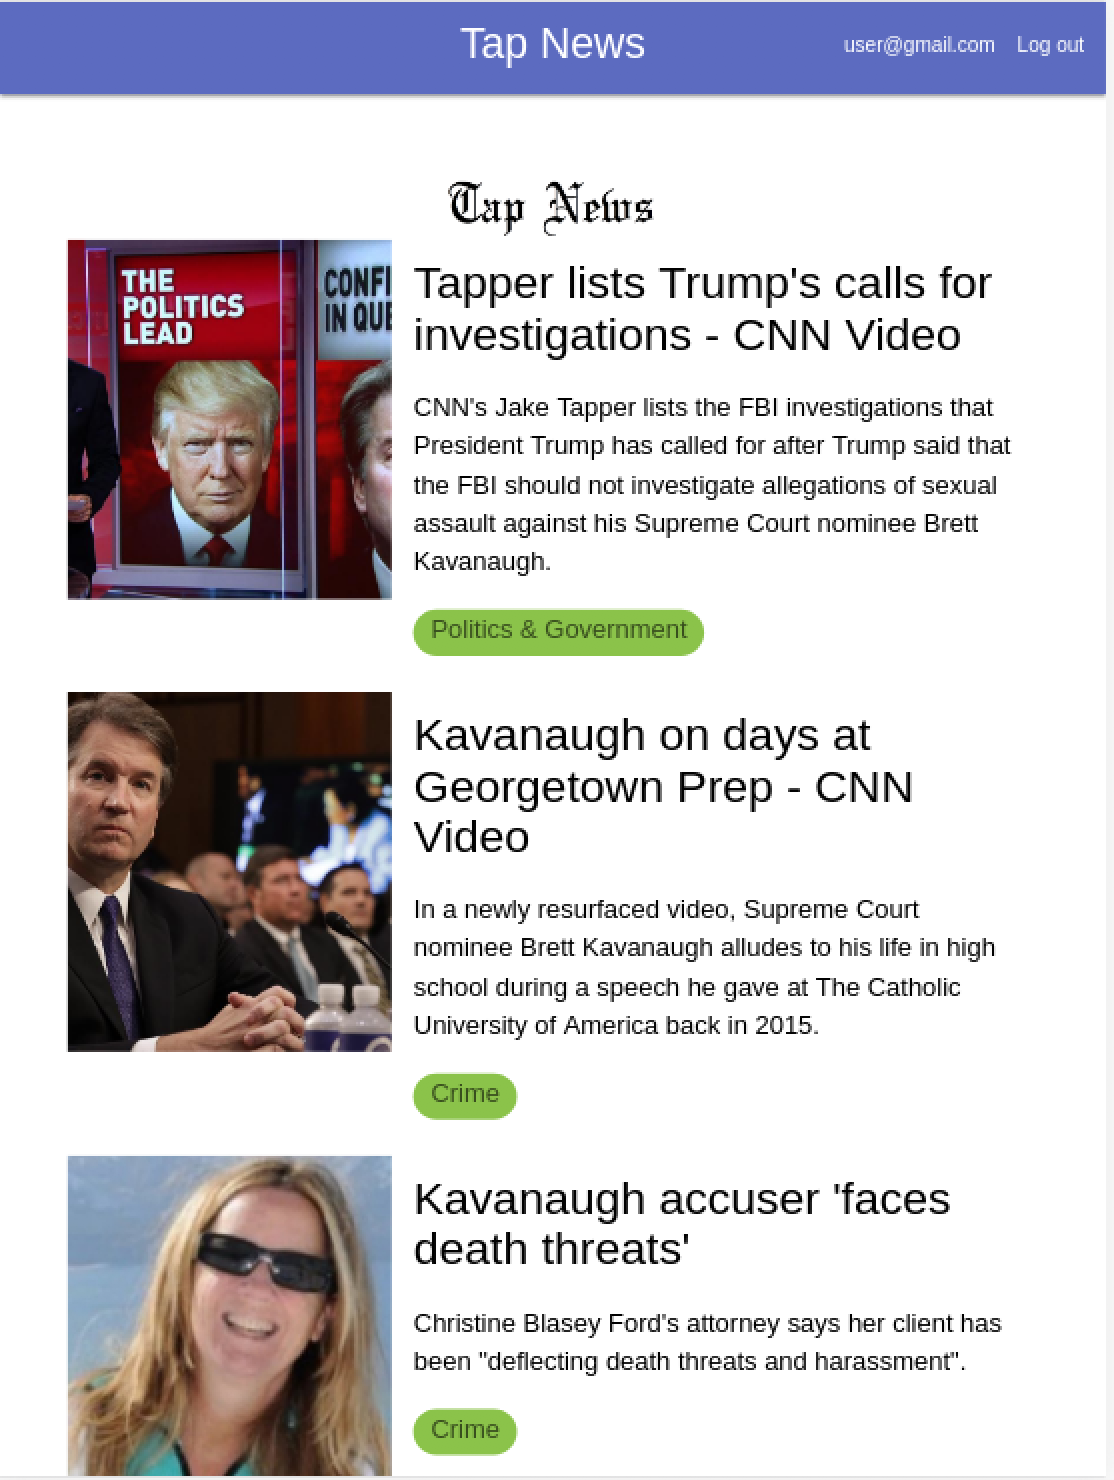 Tap News
user@gmail.com Log out
Tap News
THE
POLITICS
LEAD
CONFI
IN QUE
Tapper lists Trump's calls for
investigations - CNN Video
CNN's Jake Tapper lists the FBI investigations that
President Trump has called for after Trump said that
the FBI should not investigate allegations of sexual
assault against his Supreme Court nominee Brett
Kavanaugh.
Politics & Government
Kavanaugh on days at
Georgetown Prep - CNN
Video
In a newly resurfaced video, Supreme Court
nominee Brett Kavanaugh alludes to his life in high
school during a speech he gave at The Catholic
University of America back in 2015.
Crime
Kavanaugh accuser 'faces
death threats'
Christine Blasey Ford's attorney says her client has
been "deflecting death threats and harassment".
Crime